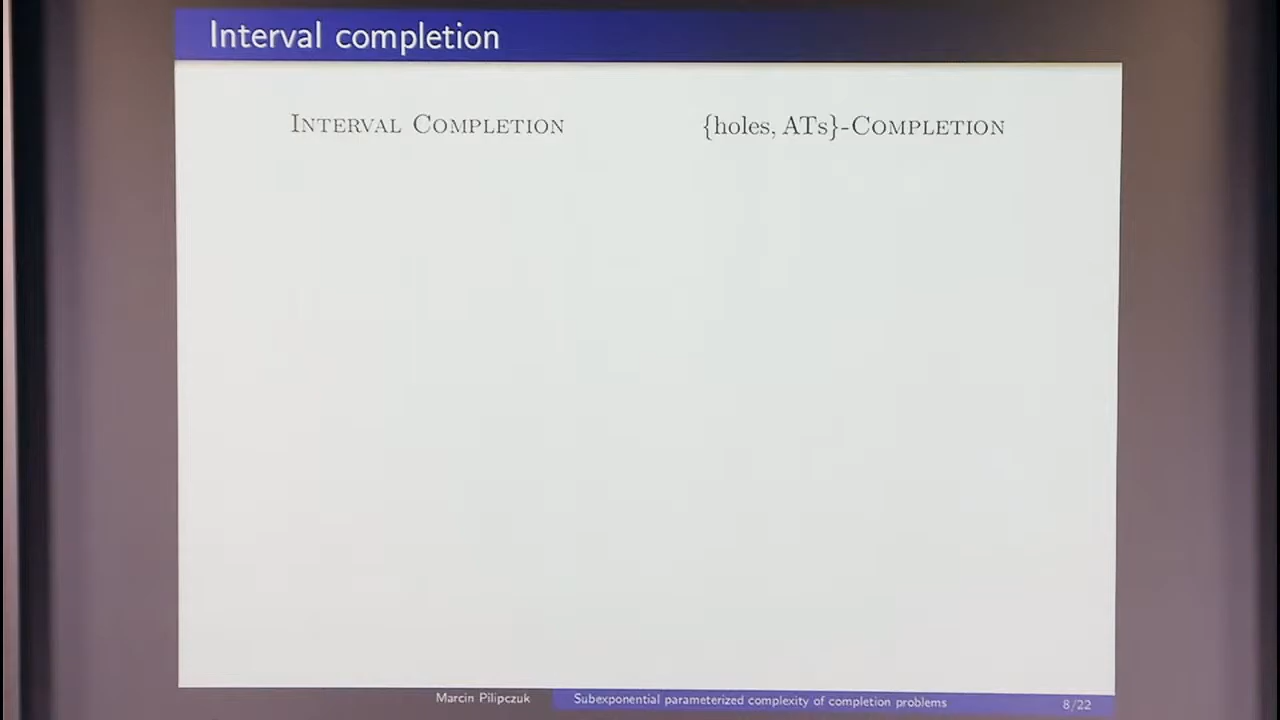 Interval completion
INTERVAL COMPLETION
{holes, ATs}-COMPLETION
Marcin Pilipczuk
Subexponential parameterized complexity of completion problems
8/22